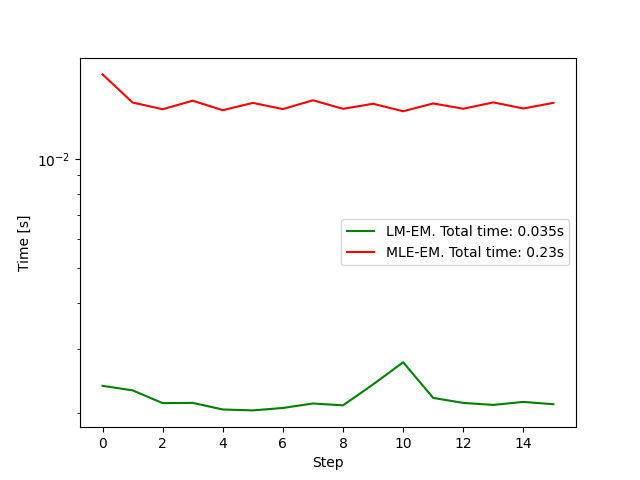 10⁻²
Time [s]
LM-EM. Total time: 0.035s
MLE-EM. Total time: 0.23s
0 2 4 6 8 10 12 14
Step